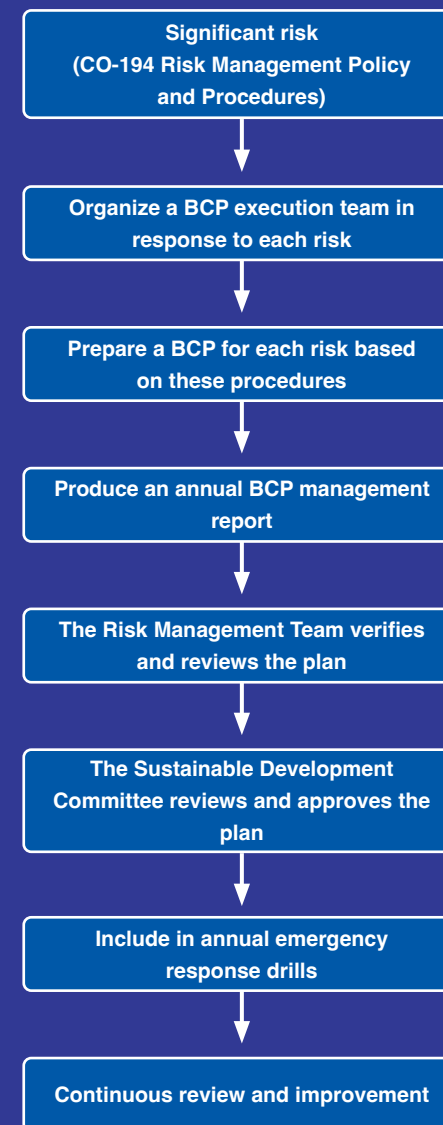 Significant risk
(CO-194 Risk Management Policy
and Procedures)
Organize a BCP execution team in
response to each risk
Prepare a BCP for each risk based
on these procedures
Produce an annual BCP management
report
The Risk Management Team verifies
and reviews the plan
The Sustainable Development
Committee reviews and approves the
plan
Include in annual emergency
response drills
Continuous review and improvement